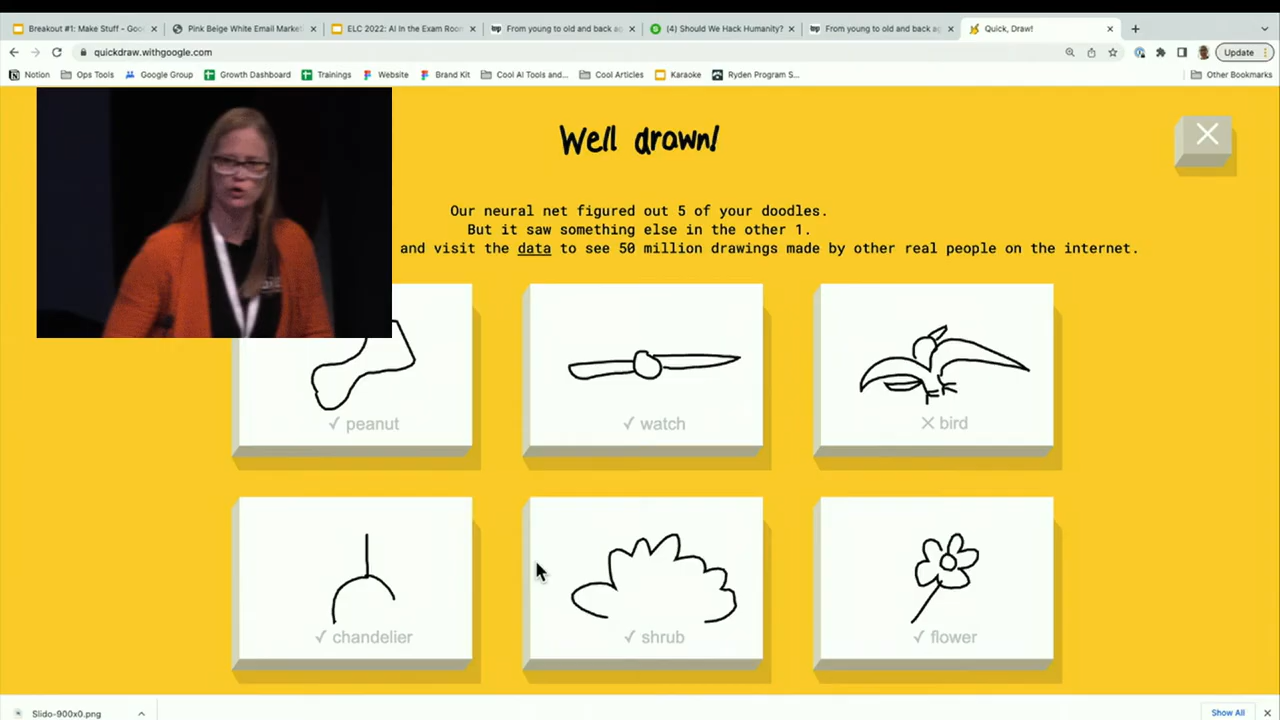 Breakout #1: Make Stuff - Goo
Pink Beige White Email Market
ELC 2022: AI In the Exam Roo
From young to old and back ag
(4) Should We Hack Humanity?
From young to old and back ag
Quick, Draw!
quickdraw.withgoogle.com
Update
Notion
Ops Tools
Google Group
Growth Dashboard
Trainings
Website
Brand Kit
Cool AI Tools and...
Cool Articles
Karaoke
Ryden Program S...
Other Bookmarks
Well drawn!
Our neural net figured out 5 of your doodles.
But it saw something else in the other 1.
and visit the data to see 50 million drawings made by other real people on the internet.
✓ peanut
✓ watch
✕ bird
✓ chandelier
✓ shrub
✓ flower
Slido-900x0.png
Show All